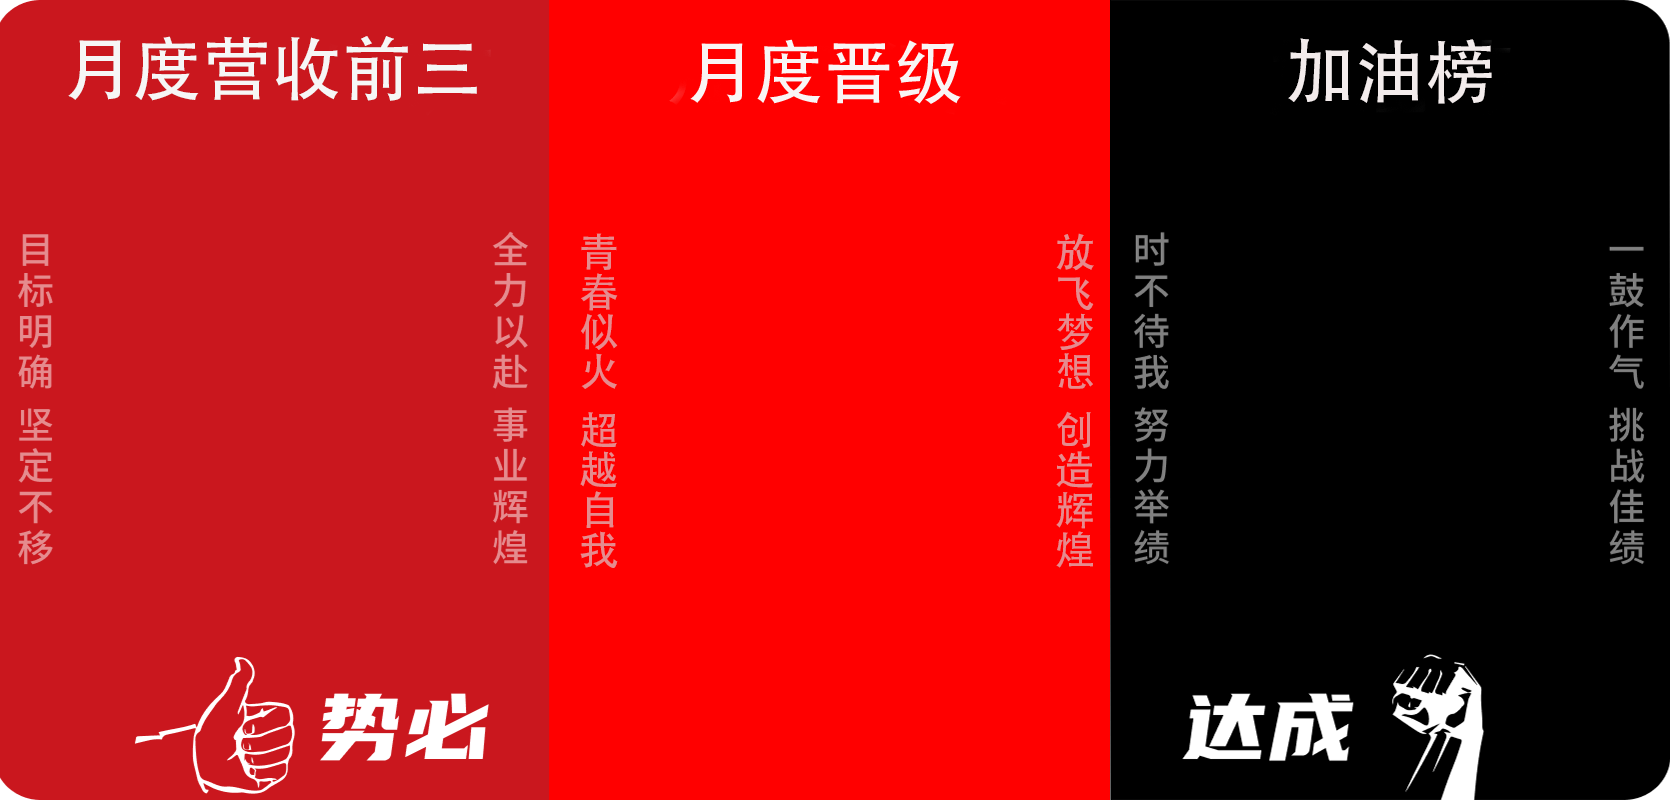 月度营收前三
目标明确 坚定不移
全力以赴 事业辉煌
势必
月度晋级
青春似火 超越自我
放飞梦想 创造辉煌
加油榜
时不待我 努力举绩
一鼓作气 挑战佳绩
达成